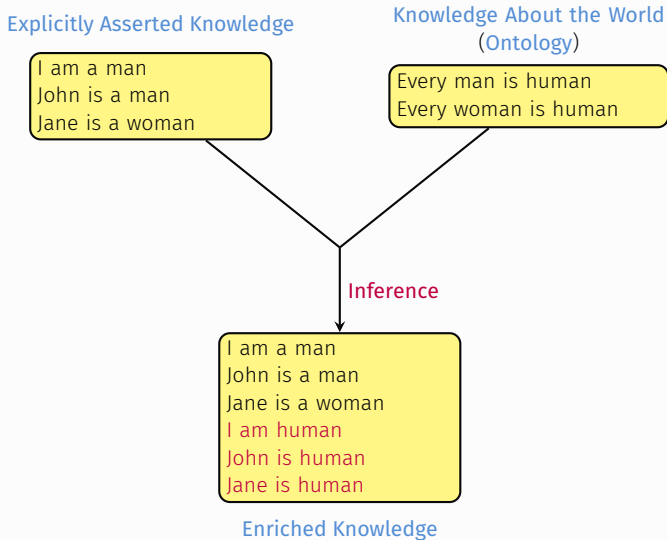 Explicitly Asserted Knowledge
I am a man
John is a man
Jane is a woman
Knowledge About the World
(Ontology)
Every man is human
Every woman is human
Inference
I am a man
John is a man
Jane is a woman
I am human
John is human
Jane is human
Enriched Knowledge